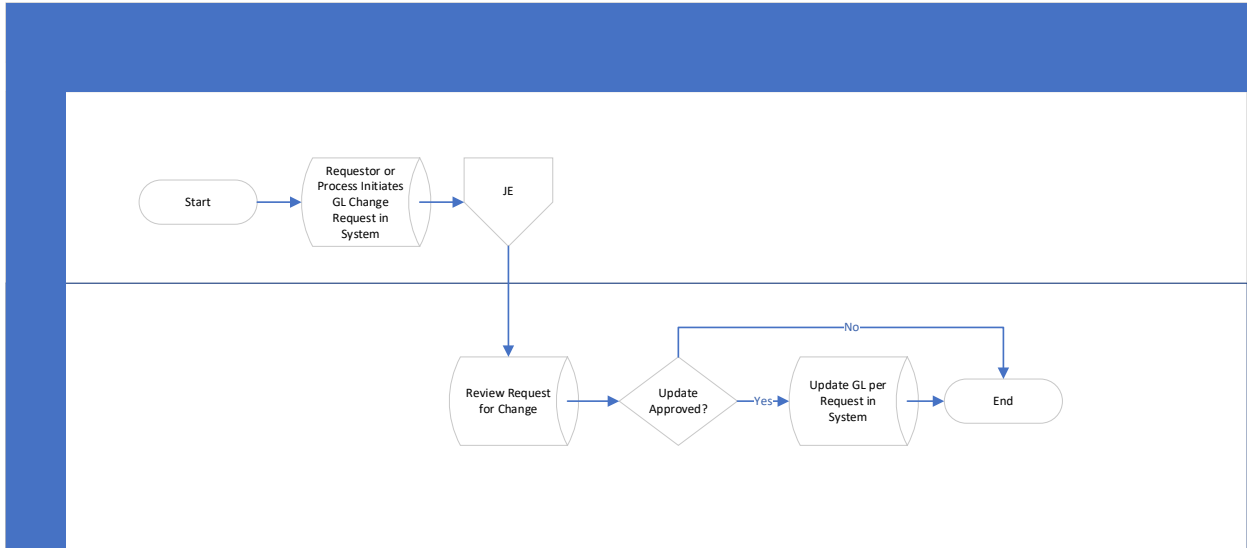 Start
Requestor or
Process Initiates
GL Change
Request in
System
JE
No
Review Request
for Change
Update
Approved?
Yes
Update GL per
Request in
System
End